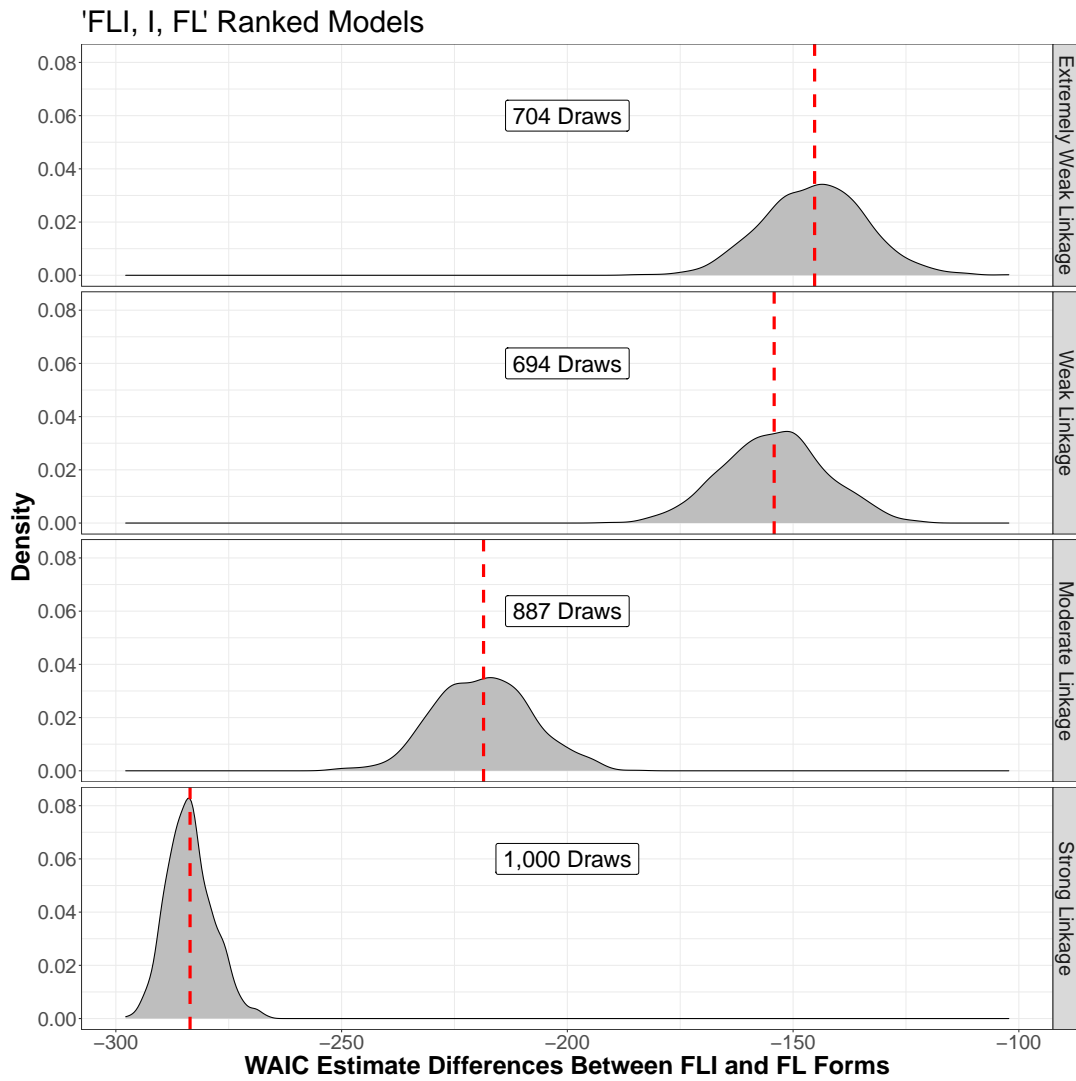 'FLI, I, FL' Ranked Models
Density
0.08
0.06
0.04
0.02
0.00
704 Draws
Extremely Weak Linkage
0.08
0.06
0.04
0.02
0.00
694 Draws
Weak Linkage
0.08
0.06
0.04
0.02
0.00
887 Draws
Moderate Linkage
0.08
0.06
0.04
0.02
0.00
1,000 Draws
Strong Linkage
−300 −250 −200 −150 −100
WAIC Estimate Differences Between FLI and FL Forms